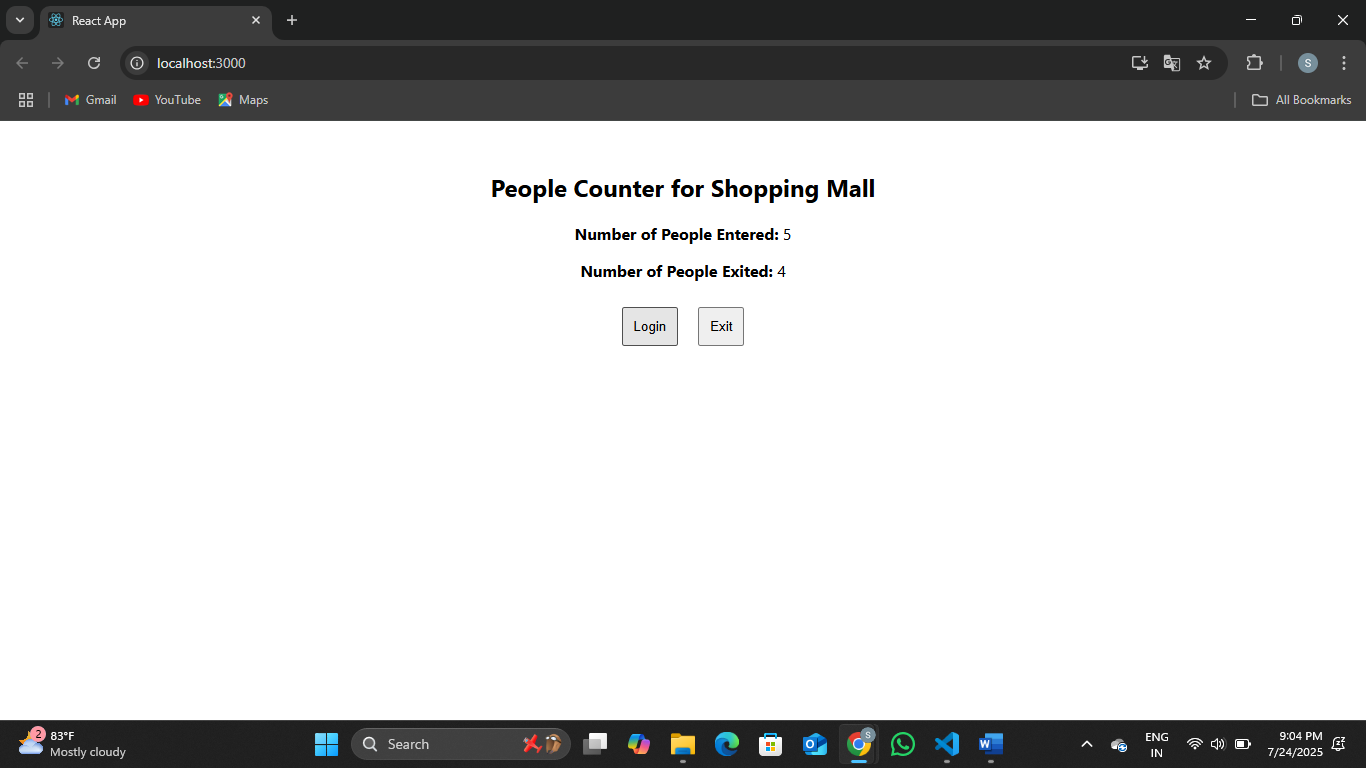 React App
localhost:3000
S
Gmail YouTube Maps All Bookmarks
People Counter for Shopping Mall
Number of People Entered: 5
Number of People Exited: 4
Login Exit
2
83°F
Mostly cloudy
Search
S
W
ENG
IN
9:04 PM
7/24/2025